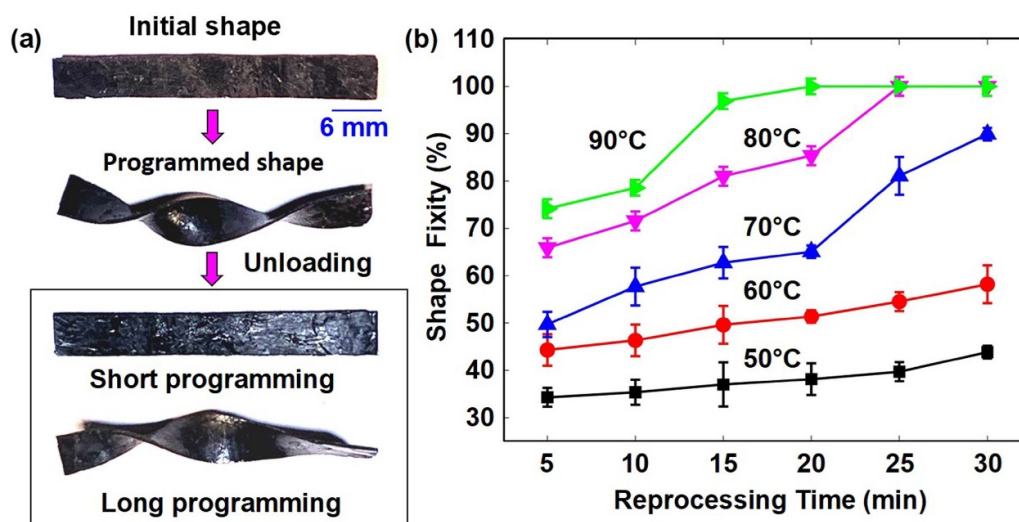 (a)
Initial shape
6 mm
Programmed shape
Unloading
Short programming
Long programming
(b)
110
100
90
80
70
60
50
40
30
Shape Fixity (%)
90°C
80°C
70°C
60°C
50°C
5 10 15 20 25 30
Reprocessing Time (min)